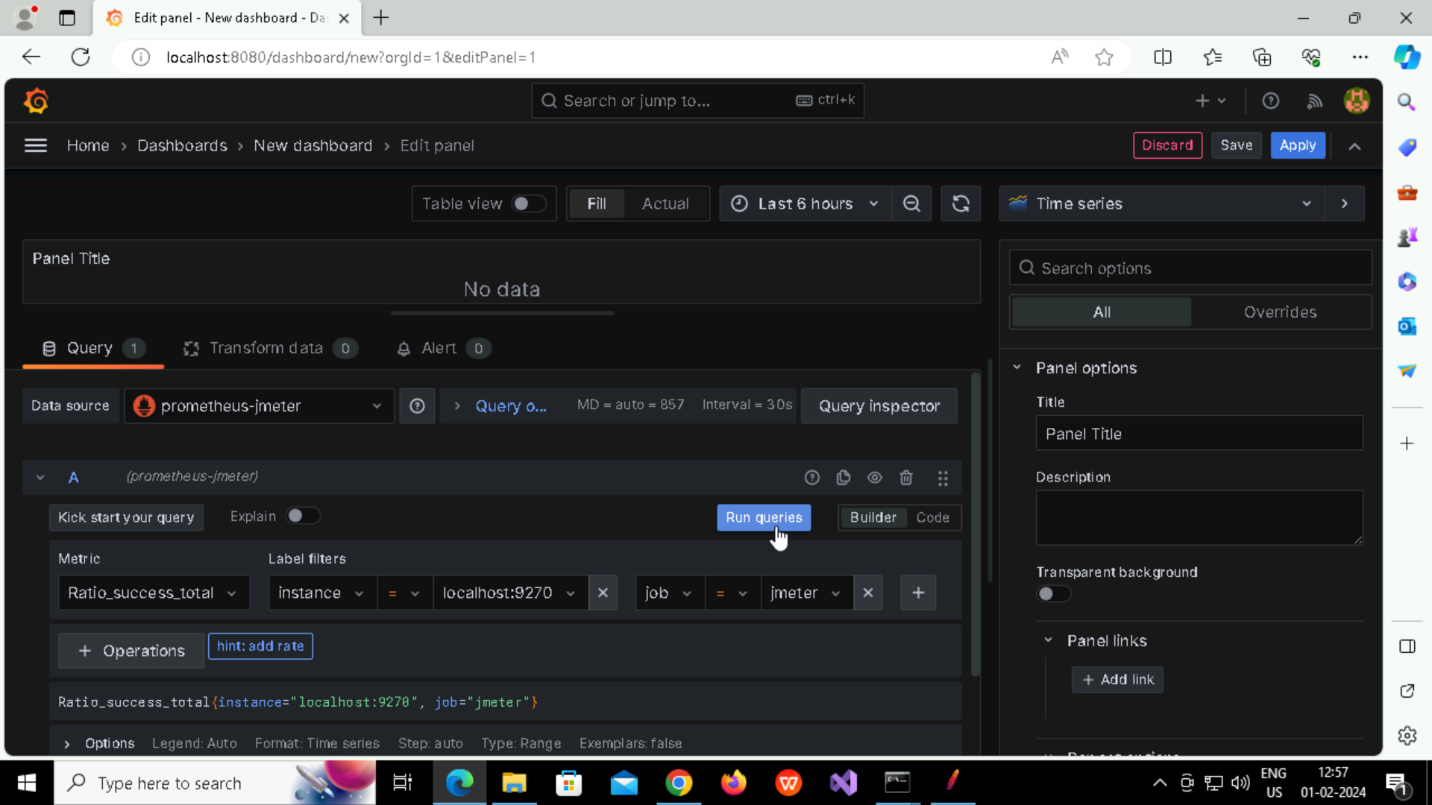 Edit panel - New dashboard - Da
localhost:8080/dashboard/new?orgId=1&editPanel=1
Search or jump to... ctrl+k
Home › Dashboards › New dashboard › Edit panel
Discard Save Apply
Table view Fill Actual Last 6 hours Time series
Panel Title
No data
Search options
All Overrides
Query 1 Transform data 0 Alert 0
Panel options
Title
Panel Title
Data source prometheus-jmeter Query o... MD = auto = 857 Interval = 30s Query inspector
A (prometheus-jmeter)
Description
Kick start your query Explain Run queries Builder Code
Metric Label filters
Ratio_success_total instance = localhost:9270 job = jmeter
Transparent background
+ Operations hint: add rate
Panel links
+ Add link
Ratio_success_total{instance="localhost:9270", job="jmeter"}
Options Legend: Auto Format: Time series Step: auto Type: Range Exemplars: false
Type here to search
ENG
US
12:57
01-02-2024
1